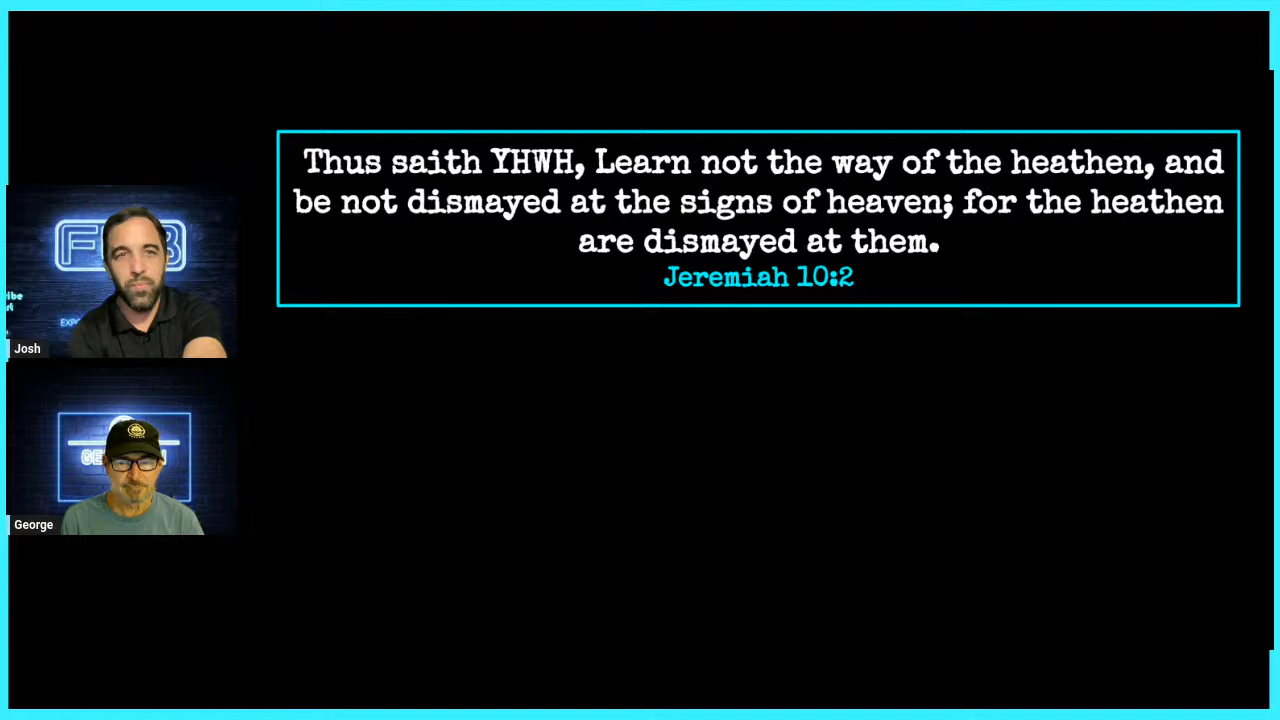 Thus saith YHWH, Learn not the way of the heathen, and
be not dismayed at the signs of heaven; for the heathen
are dismayed at them.
Jeremiah 10:2
Josh
George